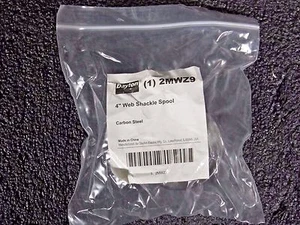 Dayton
(1) 2MWZ9
4" Web Shackle Spool
Carbon Steel
Made in China